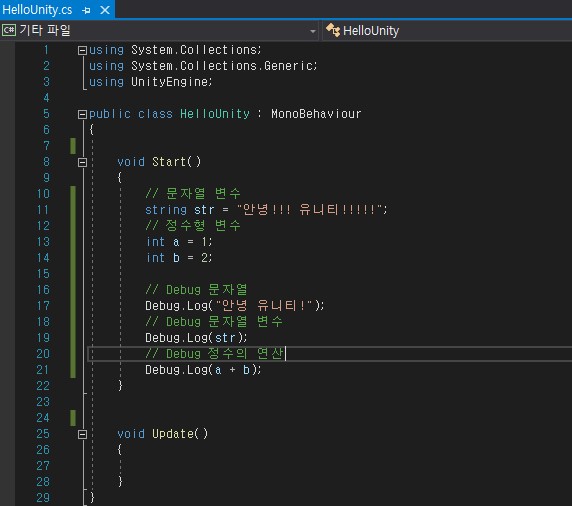 HelloUnity.cs
C# 기타 파일 HelloUnity
1 using System.Collections;
2 using System.Collections.Generic;
3 using UnityEngine;
4
5 public class HelloUnity : MonoBehaviour
6 {
7
8 void Start()
9 {
10 // 문자열 변수
11 string str = "안녕!!! 유니티!!!!!";
12 // 정수형 변수
13 int a = 1;
14 int b = 2;
15
16 // Debug 문자열
17 Debug.Log("안녕 유니티!");
18 // Debug 문자열 변수
19 Debug.Log(str);
20 // Debug 정수의 연산
21 Debug.Log(a + b);
22 }
23
24
25 void Update()
26 {
27
28 }
29 }